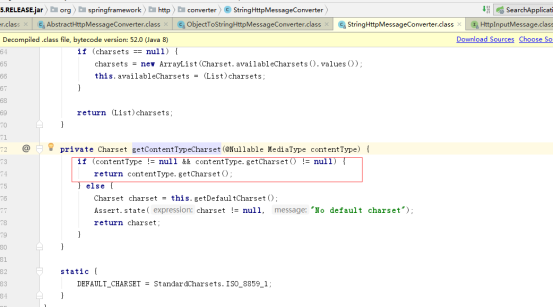 5.RELEASE.jar org springframework http converter StringHttpMessageConverter SearchApplicati
er.class AbstractHttpMessageConverter.class ObjectToStringHttpMessageConverter.class StringHttpMessageConverter.class HttpInputMessage.class
Decompiled .class file, bytecode version: 52.0 (Java 8) Download Sources Choose So
64 if (charsets == null) {
65 charsets = new ArrayList(Charset.availableCharsets().values());
66 this.availableCharsets = (List)charsets;
67 }
68
69 return (List)charsets;
70 }
71
72 @ private Charset getContentTypeCharset(@Nullable MediaType contentType) {
73 if (contentType != null && contentType.getCharset() != null) {
74 return contentType.getCharset();
75 } else {
76 Charset charset = this.getDefaultCharset();
77 Assert.state( expression: charset != null, message: "No default charset");
78 return charset;
79 }
80 }
81
82 static {
83 DEFAULT_CHARSET = StandardCharsets.ISO_8859_1;
84 }